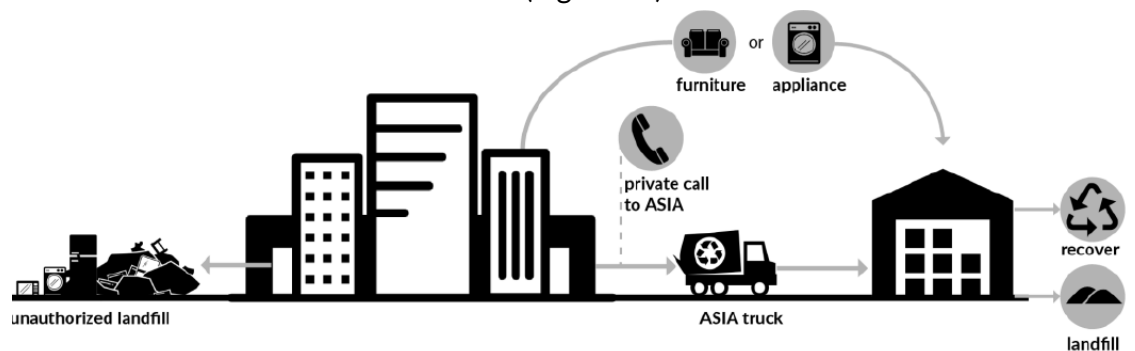 or
furniture
appliance
private call
to ASIA
recover
unauthorized landfill
ASIA truck
landfill